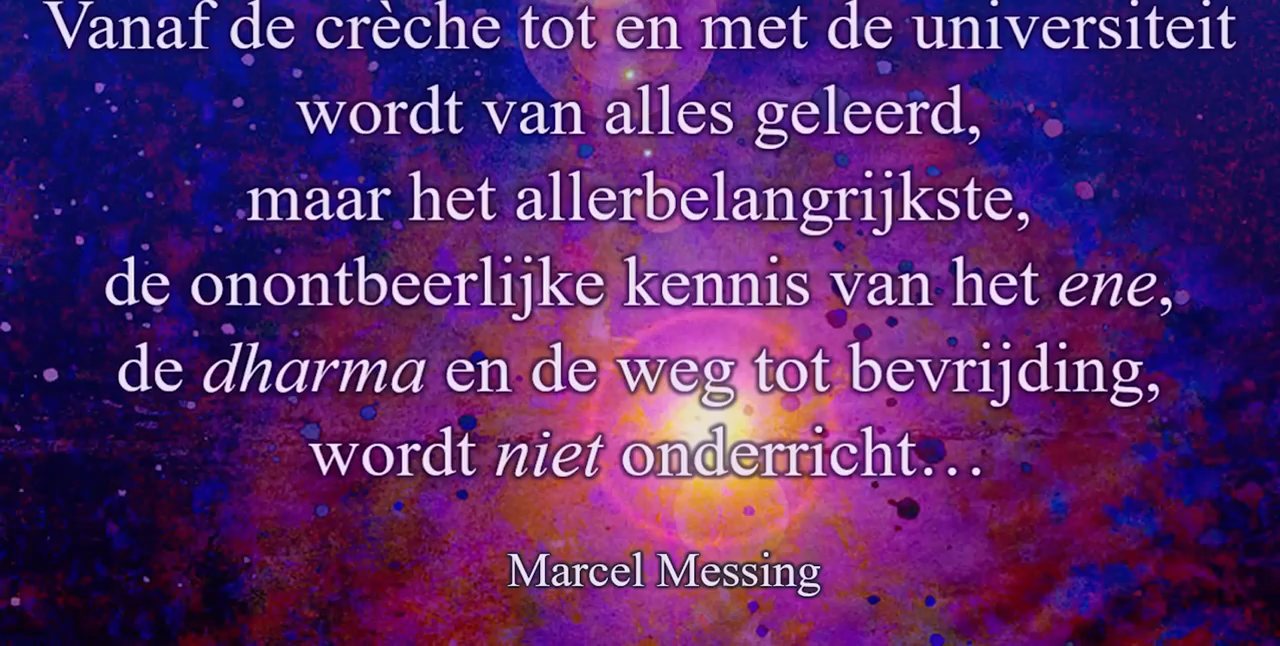 Vanaf de crèche tot en met de universiteit
wordt van alles geleerd,
maar het allerbelangrijkste,
de onontbeerlijke kennis van het ene,
de dharma en de weg tot bevrijding,
wordt niet onderricht…
Marcel Messing